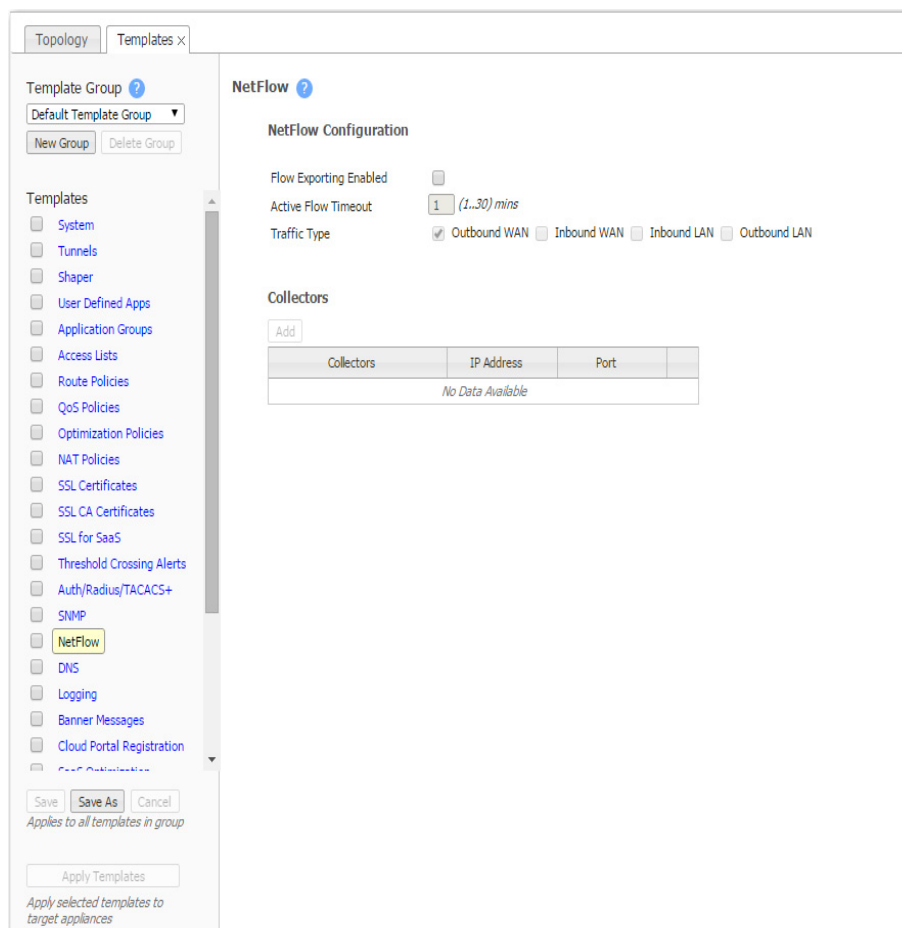 Topology
Templates ×
Template Group ?
Default Template Group ▼
New Group
Delete Group
Templates
System
Tunnels
Shaper
User Defined Apps
Application Groups
Access Lists
Route Policies
QoS Policies
Optimization Policies
NAT Policies
SSL Certificates
SSL CA Certificates
SSL for SaaS
Threshold Crossing Alerts
Auth/Radius/TACACS+
SNMP
NetFlow
DNS
Logging
Banner Messages
Cloud Portal Registration
SaaS Optimization
Save
Save As
Cancel
Applies to all templates in group
Apply Templates
Apply selected templates to
target appliances
NetFlow ?
NetFlow Configuration
Flow Exporting Enabled
Active Flow Timeout 1 (1..30) mins
Traffic Type Outbound WAN Inbound WAN Inbound LAN Outbound LAN
Collectors
Add
Collectors IP Address Port
No Data Available